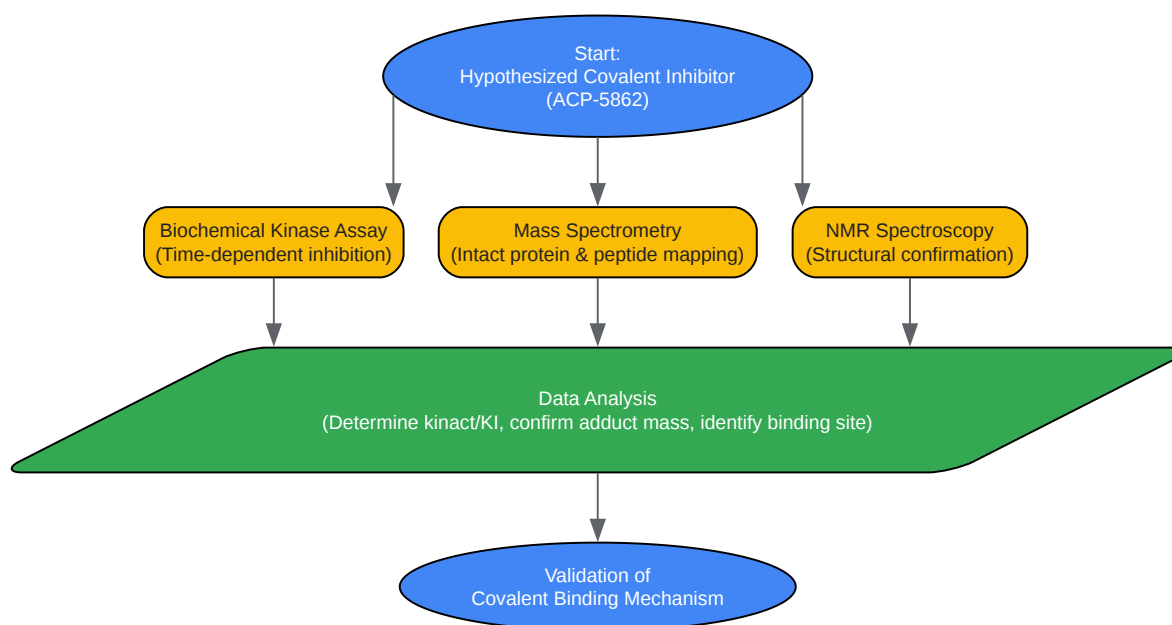 Start:
Hypothesized Covalent Inhibitor
(ACP-5862)
Biochemical Kinase Assay
(Time-dependent inhibition)
Mass Spectrometry
(Intact protein & peptide mapping)
NMR Spectroscopy
(Structural confirmation)
Data Analysis
(Determine kinact/KI, confirm adduct mass, identify binding site)
Validation of
Covalent Binding Mechanism